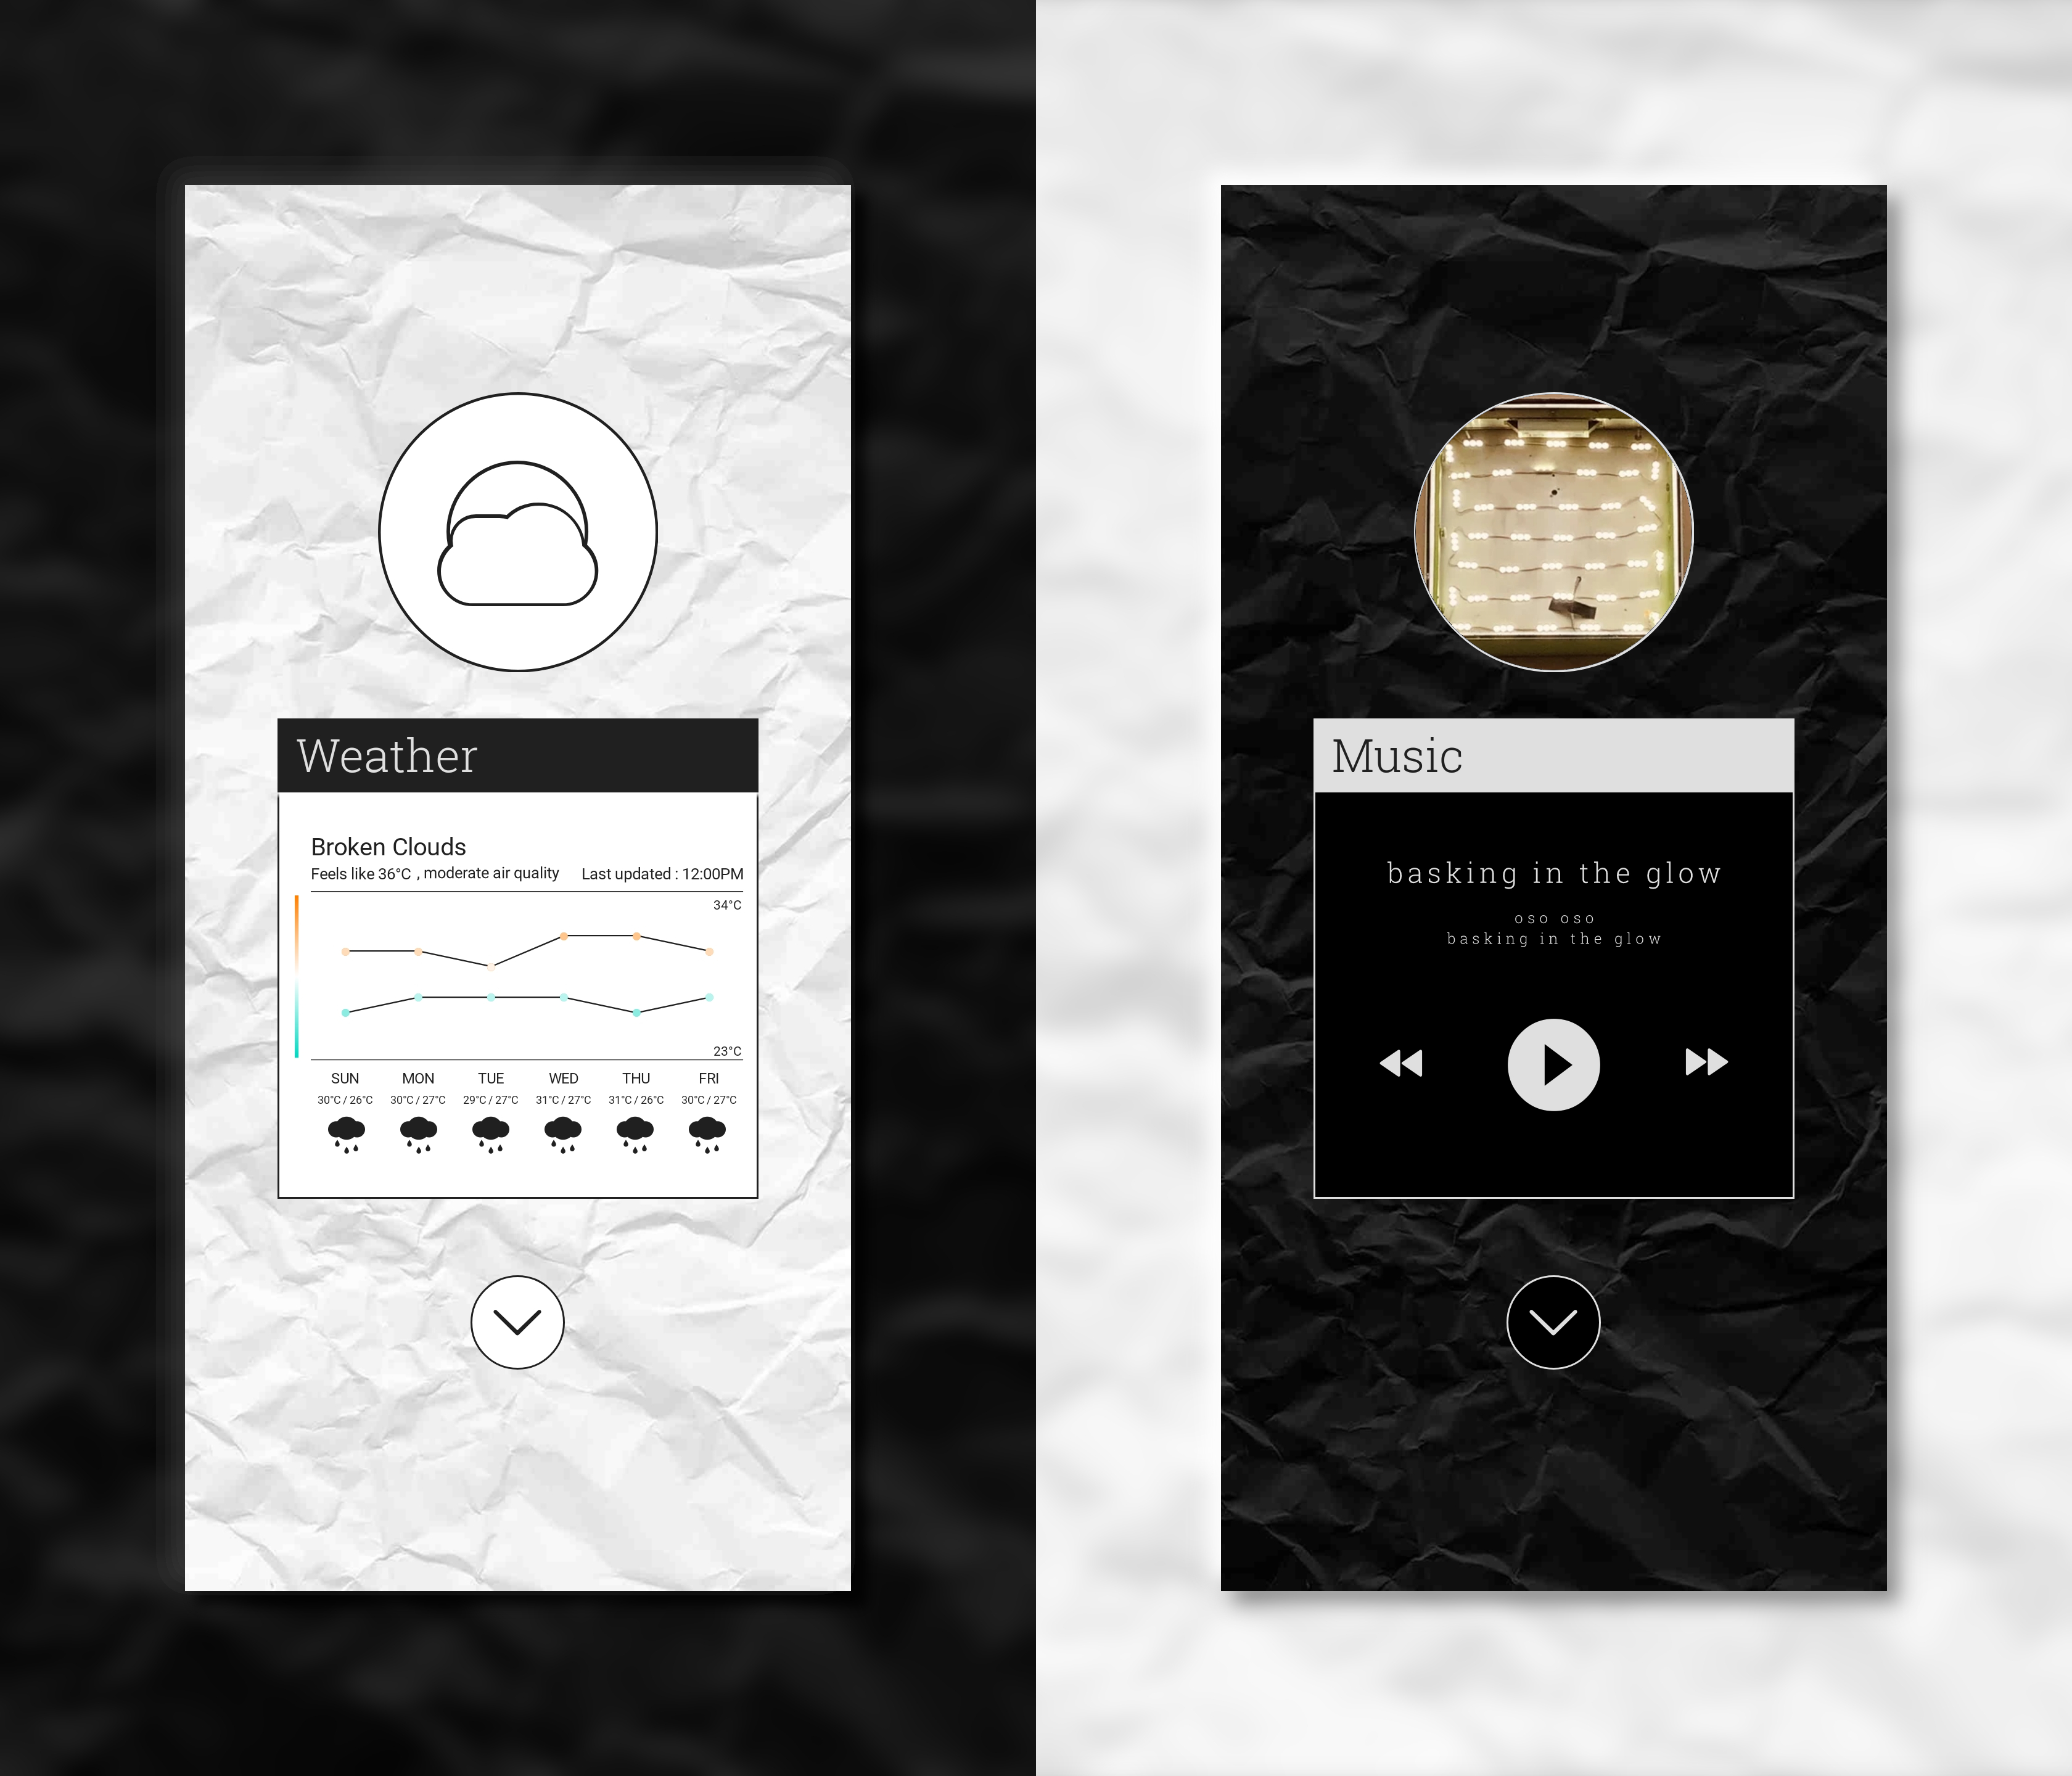 Weather
Broken Clouds
Feels like 36°C , moderate air quality Last updated : 12:00PM
34°C
23°C
SUN MON TUE WED THU FRI
30°C / 26°C 30°C / 27°C 29°C / 27°C 31°C / 27°C 31°C / 26°C 30°C / 27°C
Music
basking in the glow
oso oso
basking in the glow